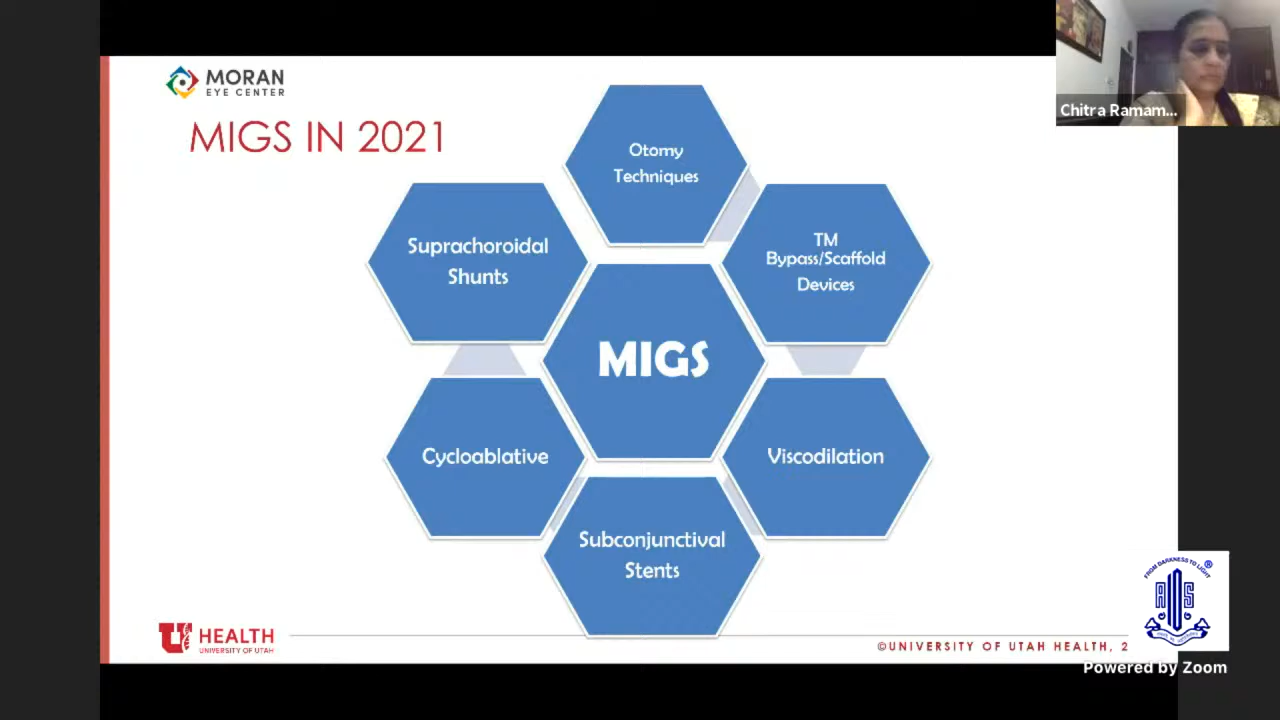 MORAN
EYE CENTER
MIGS IN 2021
Otomy
Techniques
Suprachoroidal
Shunts
TM
Bypass/Scaffold
Devices
MIGS
Cycloablative
Viscodilation
Subconjunctival
Stents
U HEALTH
UNIVERSITY OF UTAH
©UNIVERSITY OF UTAH HEALTH, 2
Chitra Ramam...
FROM DARKNESS TO LIGHT ®
AIOS
Powered by Zoom